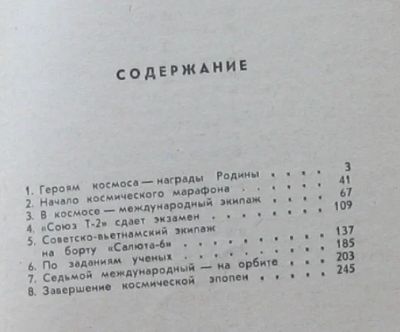 СОДЕРЖАНИЕ
1. Героям космоса — награды Родины . . . . 3
2. Начало космического марафона . . . . . 41
3. В космосе — международный экипаж . . . 67
4. «Союз Т-2» сдает экзамен . . . . . . 109
5. Советско-вьетнамский экипаж
на борту «Салюта-6» . . . . . . . 137
6. По заданиям ученых . . . . . . . . 185
7. Седьмой международный — на орбите . . . 203
8. Завершение космической эпопеи . . . . 245